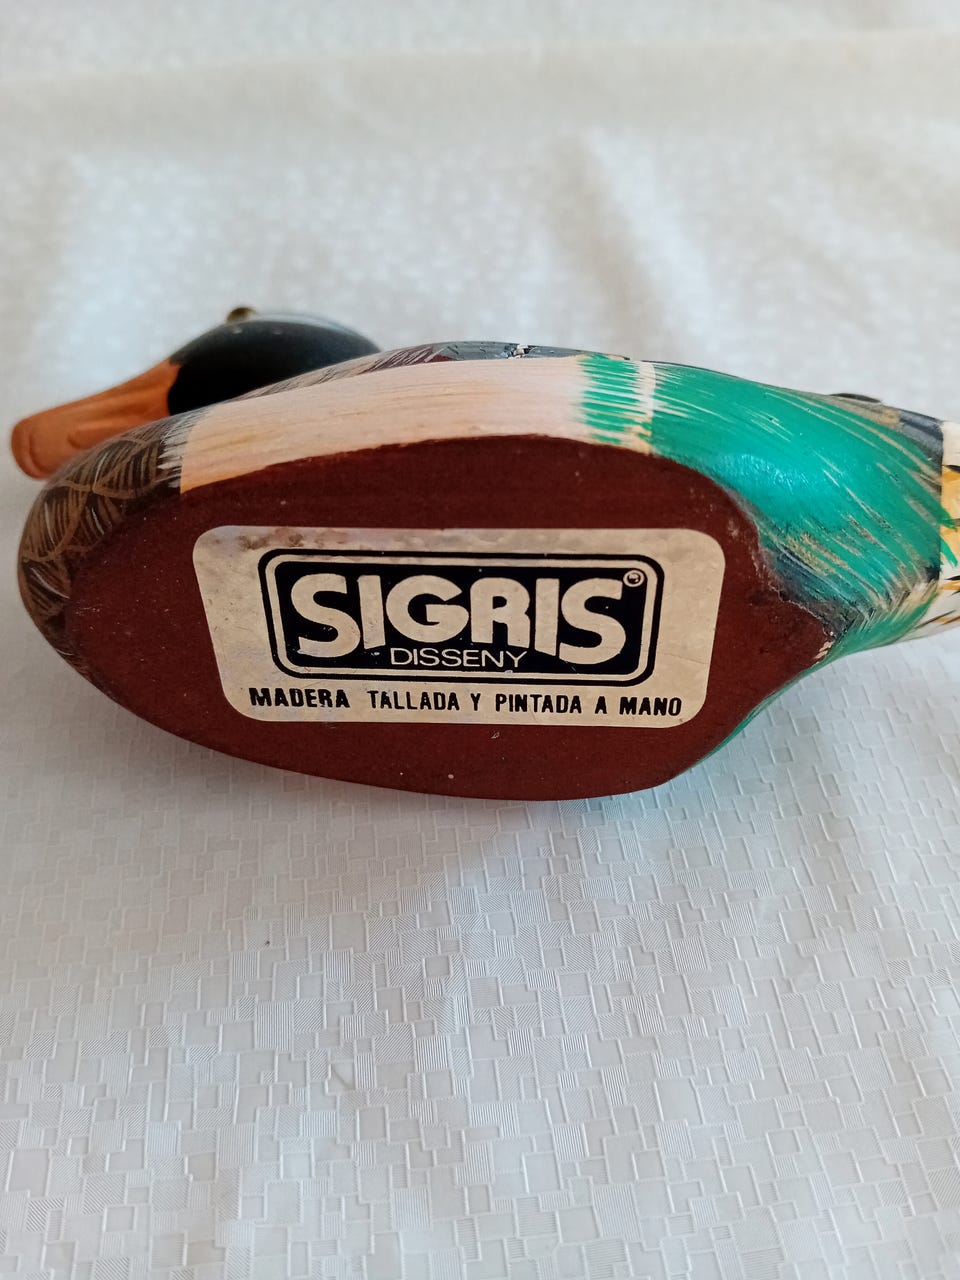 SIGRIS
DISSENY
MADERA TALLADA Y PINTADA A MANO